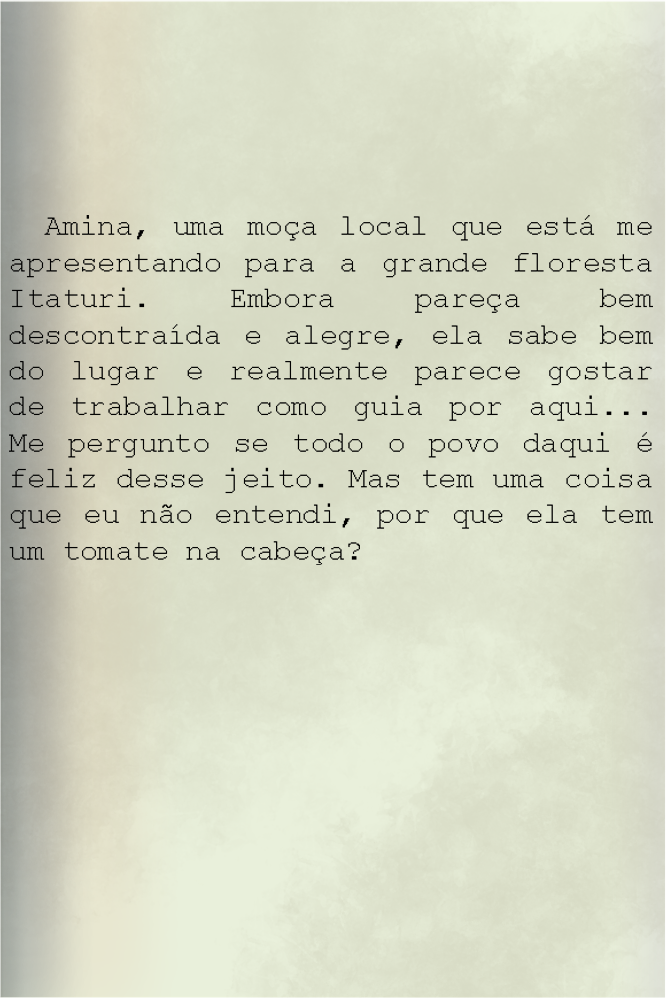 Amina, uma moça local que está me
apresentando para a grande floresta
Itaturi. Embora pareça bem
descontraída e alegre, ela sabe bem
do lugar e realmente parece gostar
de trabalhar como guia por aqui...
Me pergunto se todo o povo daqui é
feliz desse jeito. Mas tem uma coisa
que eu não entendi, por que ela tem
um tomate na cabeça?